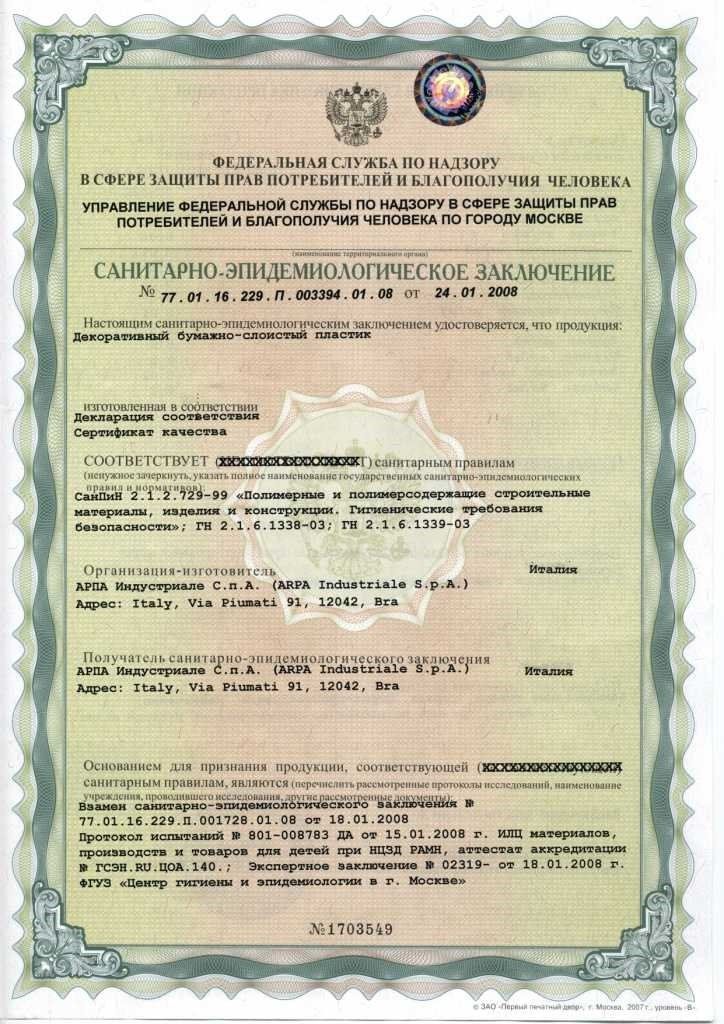 ФЕДЕРАЛЬНАЯ СЛУЖБА ПО НАДЗОРУ
В СФЕРЕ ЗАЩИТЫ ПРАВ ПОТРЕБИТЕЛЕЙ И БЛАГОПОЛУЧИЯ ЧЕЛОВЕКА
УПРАВЛЕНИЕ ФЕДЕРАЛЬНОЙ СЛУЖБЫ ПО НАДЗОРУ В СФЕРЕ ЗАЩИТЫ ПРАВ
ПОТРЕБИТЕЛЕЙ И БЛАГОПОЛУЧИЯ ЧЕЛОВЕКА ПО ГОРОДУ МОСКВЕ
(наименование территориального органа)
САНИТАРНО-ЭПИДЕМИОЛОГИЧЕСКОЕ ЗАКЛЮЧЕНИЕ
№ 77.01.16.229.П.003394.01.08 от 24.01.2008
Настоящим санитарно-эпидемиологическим заключением удостоверяется, что продукция:
Декоративный бумажно-слоистый пластик
изготовленная в соответствии
Декларация соответствия
Сертификат качества
СООТВЕТСТВУЕТ (ХХХХХХХХХХХХХХХХТ) санитарным правилам
(ненужное зачеркнуть, указать полное наименование государственных санитарно-эпидемиологических
правил и нормативов):
СанПиН 2.1.2.729-99 «Полимерные и полимерсодержащие строительные
материалы, изделия и конструкции. Гигиенические требования
безопасности»; ГН 2.1.6.1338-03; ГН 2.1.6.1339-03
Организация-изготовитель Италия
АРПА Индустриале С.п.А. (ARPA Industriale S.p.A.)
Адрес: Italy, Via Piumati 91, 12042, Bra
Получатель санитарно-эпидемиологического заключения
АРПА Индустриале С.п.А. (ARPA Industriale S.p.A.) Италия
Адрес: Italy, Via Piumati 91, 12042, Bra
Основанием для признания продукции, соответствующей (ХХХХХХХХХХХХХХХХ)
санитарным правилам, являются (перечислить рассмотренные протоколы исследований, наименование
учреждения, проводившего исследования, другие рассмотренные документы):
Взамен санитарно-эпидемиологического заключения №
77.01.16.229.П.001728.01.08 от 18.01.2008
Протокол испытаний № 801-008783 ДА от 15.01.2008 г. ИЛЦ материалов,
производств и товаров для детей при НЦЗД РАМН, аттестат аккредитации
№ ГСЭН.RU.ЦОА.140.; Экспертное заключение № 02319- от 18.01.2008 г.
ФГУЗ «Центр гигиены и эпидемиологии в г. Москве»
№1703549
© ЗАО «Первый печатный двор», г. Москва, 2007 г., уровень «В»